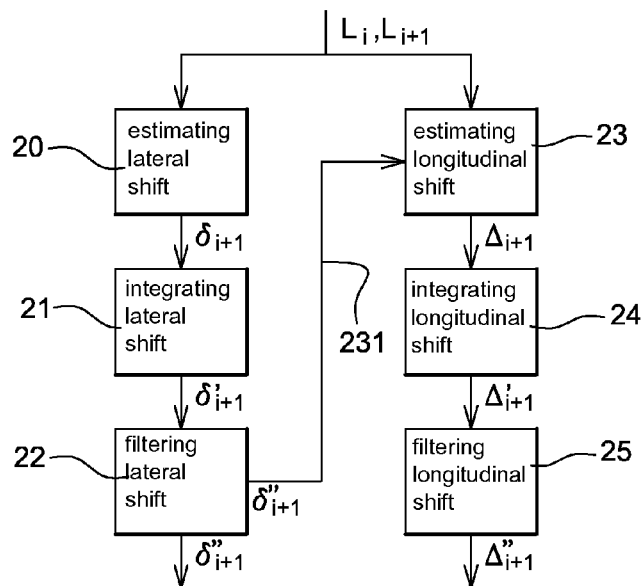 L i , L i+1
20
estimating
lateral
shift
estimating
longitudinal
shift
23
δ i+1
Δ i+1
21
integrating
lateral
shift
231
integrating
longitudinal
shift
24
δ' i+1
Δ' i+1
22
filtering
lateral
shift
δ" i+1
filtering
longitudinal
shift
25
δ" i+1
Δ" i+1